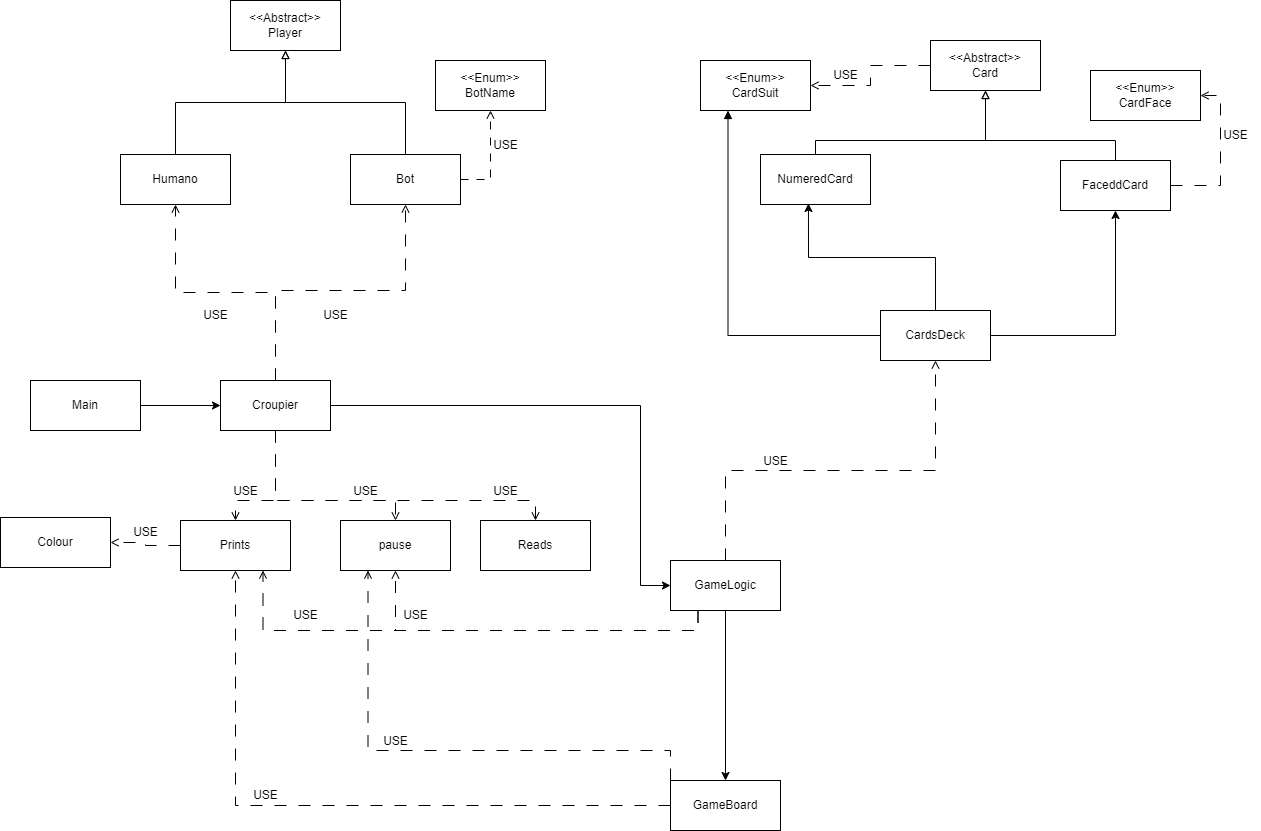 <<Abstract>>
Player
<<Enum>>
BotName
USE
Humano
Bot
USE
USE
<<Abstract>>
Card
<<Enum>>
CardSuit
USE
<<Enum>>
CardFace
USE
NumeredCard
FaceddCard
CardsDeck
Main
Croupier
USE
USE
USE
USE
Colour
USE
Prints
pause
Reads
GameLogic
USE
USE
USE
USE
GameBoard